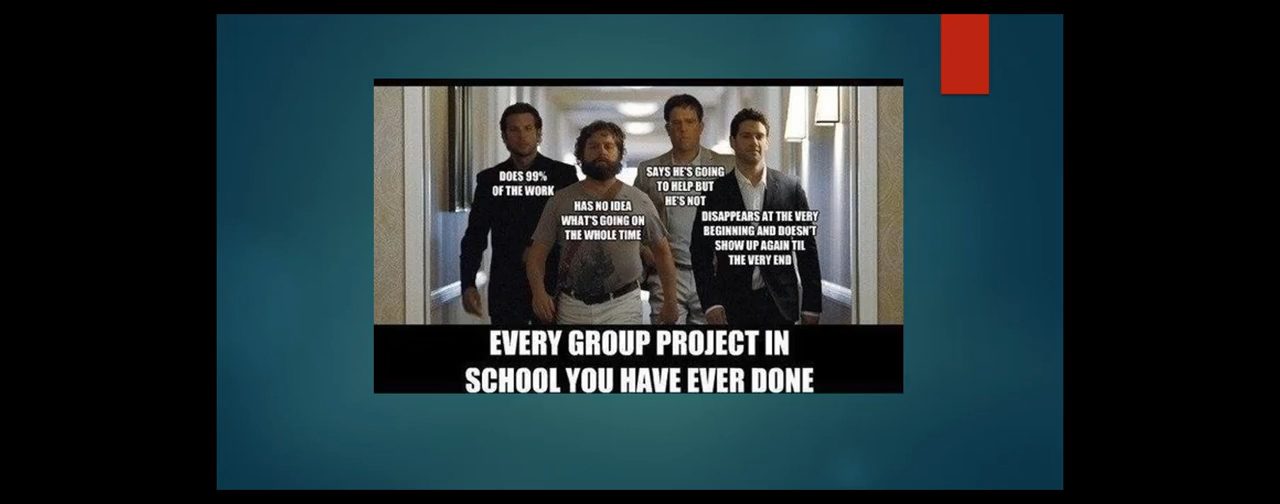 DOES 99%
OF THE WORK
HAS NO IDEA
WHAT'S GOING ON
THE WHOLE TIME
SAYS HE'S GOING
TO HELP BUT
HE'S NOT
DISAPPEARS AT THE VERY
BEGINNING AND DOESN'T
SHOW UP AGAIN TIL
THE VERY END
EVERY GROUP PROJECT IN
SCHOOL YOU HAVE EVER DONE